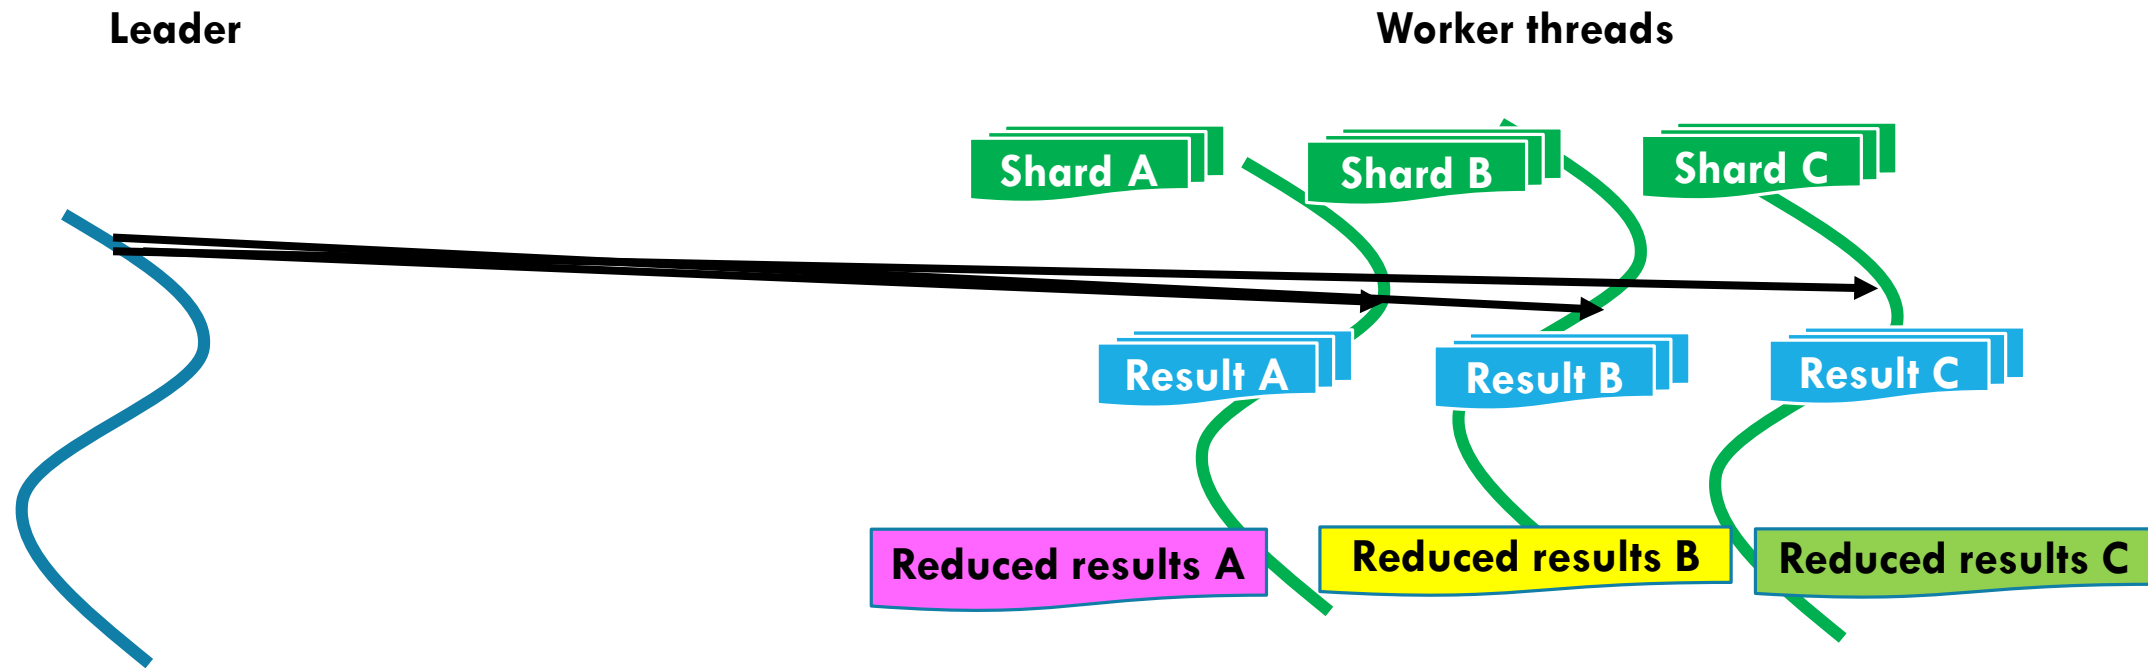 Leader
Worker threads
Shard A
Shard B
Shard C
Result A
Result B
Result C
Reduced results A
Reduced results B
Reduced results C